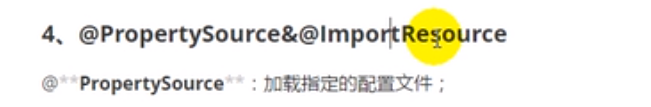 4、@PropertySource&@ImportResource
@**PropertySource**：加载指定的配置文件；